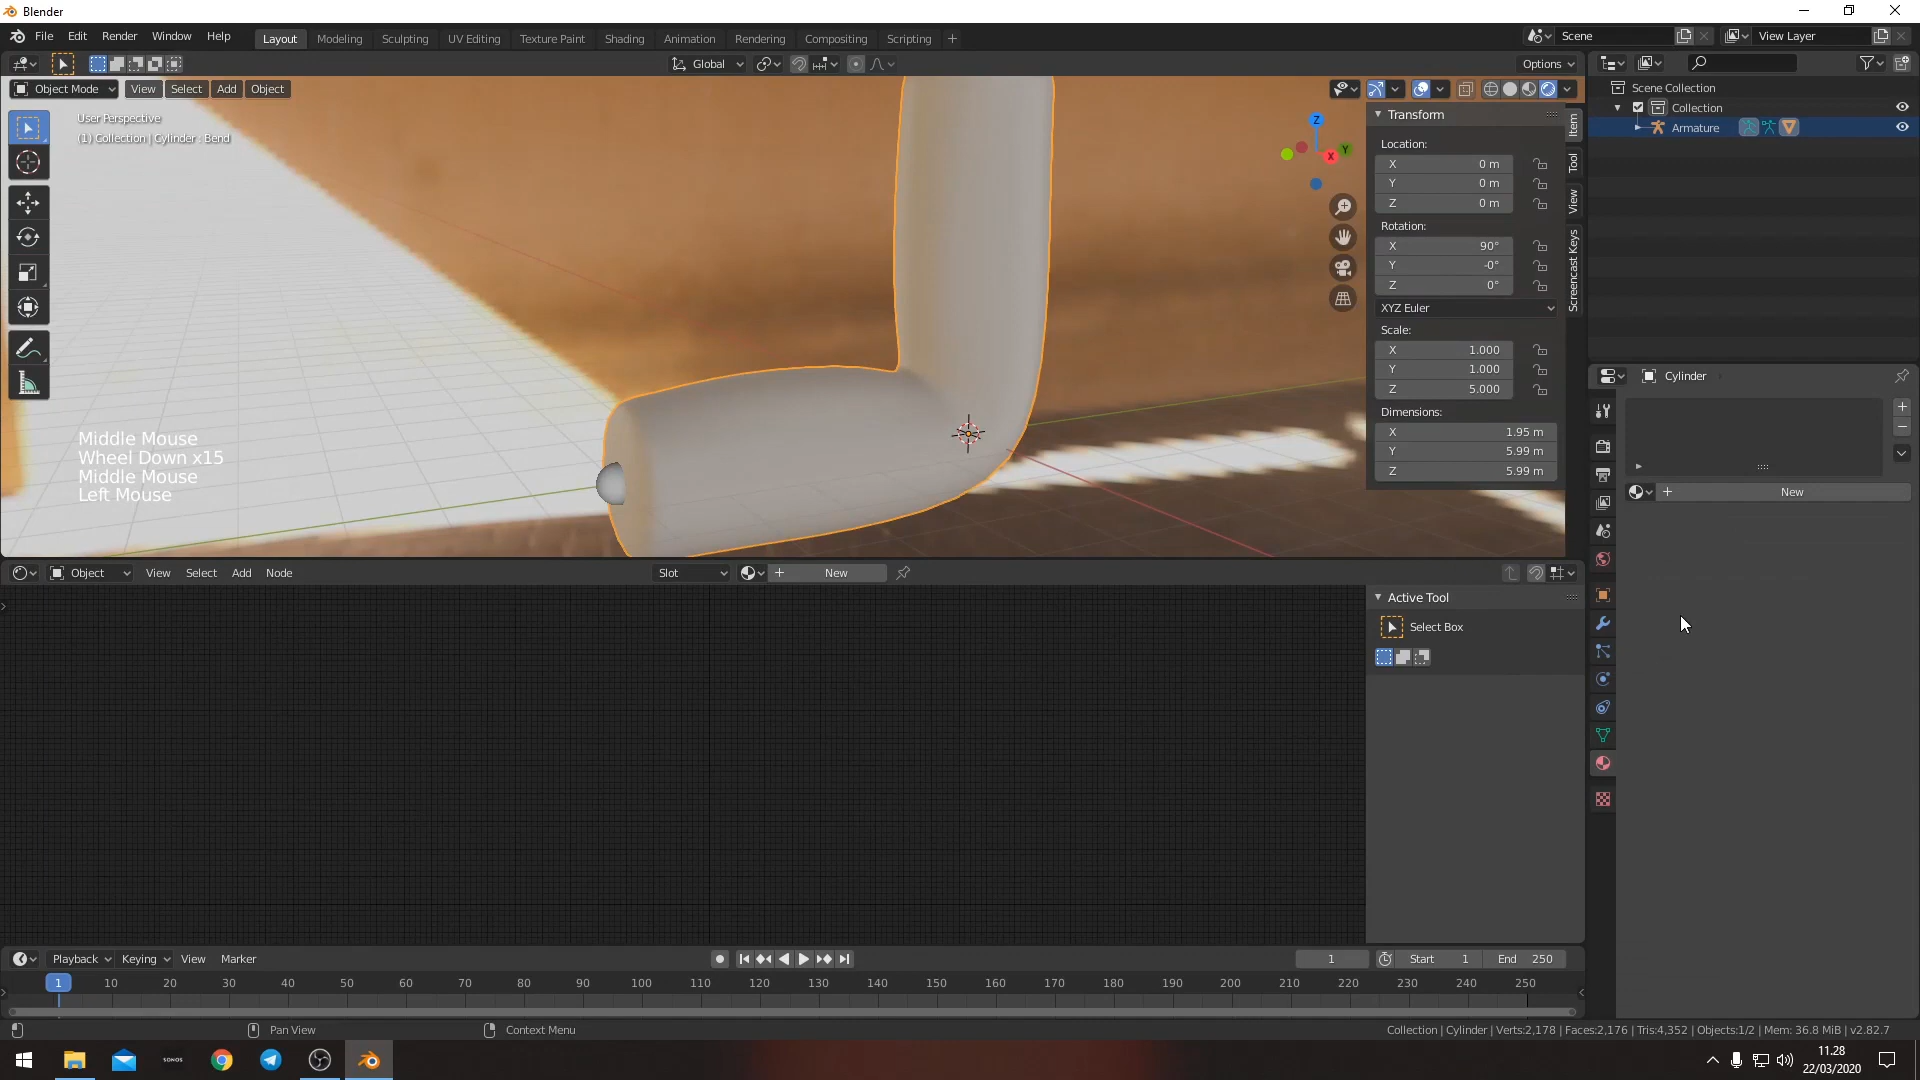 Blender
File Edit Render Window Help
Layout Modeling Sculpting UV Editing Texture Paint Shading Animation Rendering Compositing Scripting
Scene
View Layer
Global
Options
Object Mode View Select Add Object
User Perspective
(1) Collection | Cylinder : Bend
Middle Mouse
Wheel Down x15
Middle Mouse
Left Mouse
Z
Y
X
Transform
Location:
X 0 m
Y 0 m
Z 0 m
Rotation:
X 90°
Y -0°
Z 0°
XYZ Euler
Scale:
X 1.000
Y 1.000
Z 5.000
Dimensions:
X 1.95 m
Y 5.99 m
Z 5.99 m
Item
Tool
View
Screencast Keys
Scene Collection
Collection
Armature
Cylinder
New
Object View Select Add Node
Slot
New
Active Tool
Select Box
Playback Keying View Marker
1
Start 1
End 250
1 10 20 30 40 50 60 70 80 90 100 110 120 130 140 150 160 170 180 190 200 210 220 230 240 250
Pan View
Context Menu
Collection | Cylinder | Verts:2,178 | Faces:2,176 | Tris:4,352 | Objects:1/2 | Mem: 36.8 MiB | v2.82.7
SONOS
11.28
22/03/2020